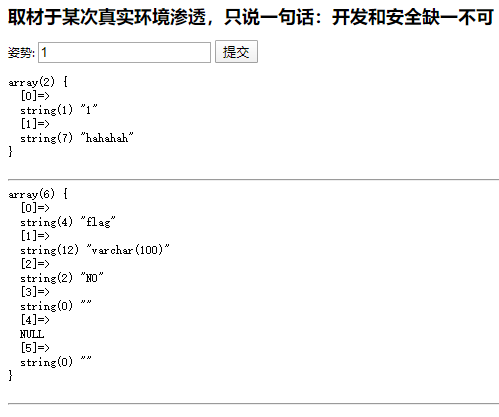 取材于某次真实环境渗透，只说一句话：开发和安全缺一不可
姿势: 1 提交
array(2) {
  [0]=>
  string(1) "1"
  [1]=>
  string(7) "hahahah"
}
array(6) {
  [0]=>
  string(4) "flag"
  [1]=>
  string(12) "varchar(100)"
  [2]=>
  string(2) "NO"
  [3]=>
  string(0) ""
  [4]=>
  NULL
  [5]=>
  string(0) ""
}